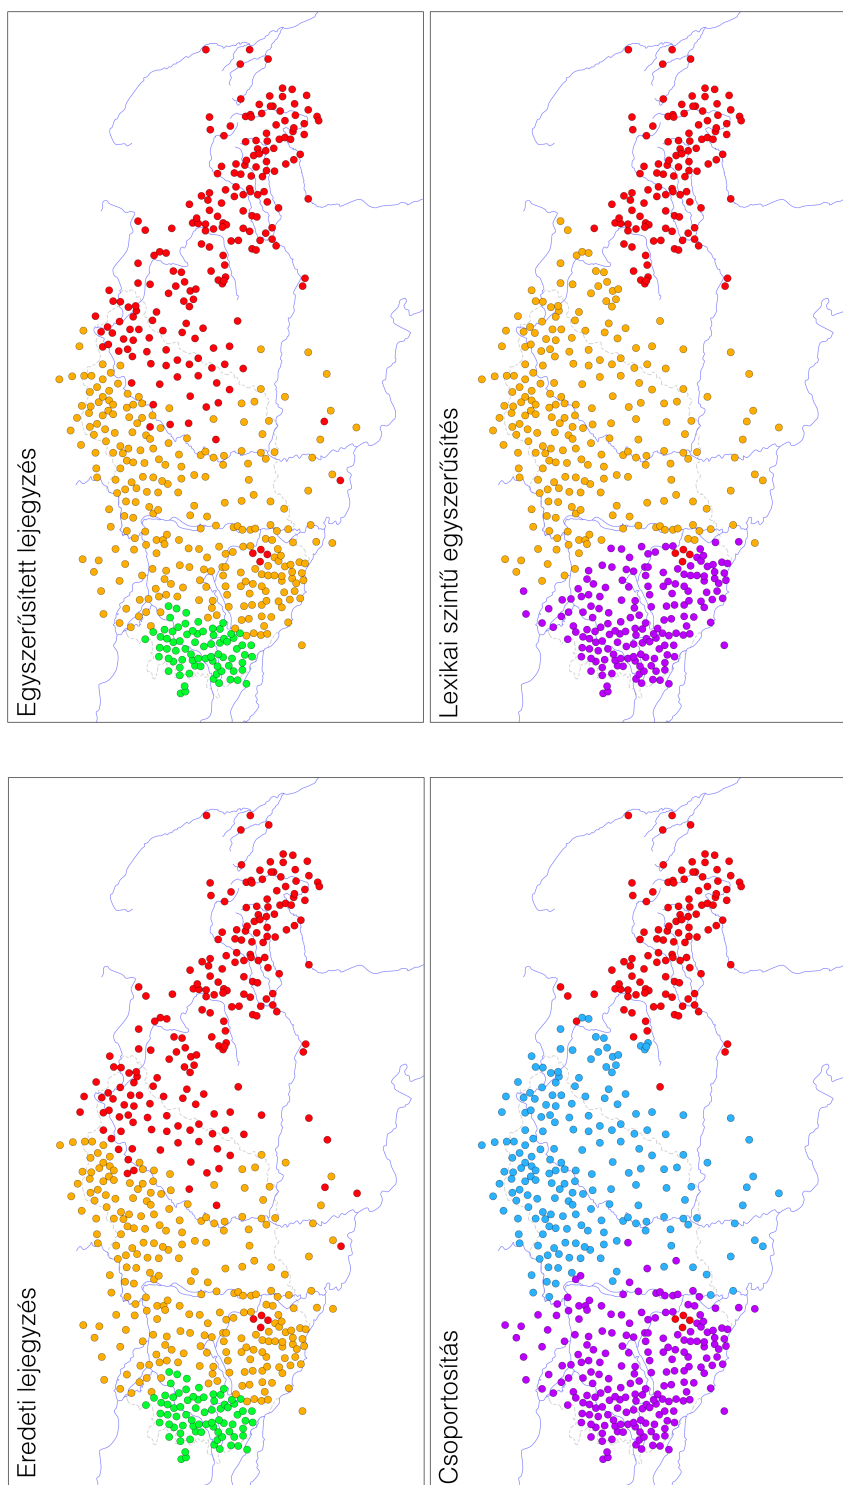 Eredeti lejegyzés
Egyszerűsített lejegyzés
Csoportosítás
Lexikai szintű egyszerűsítés